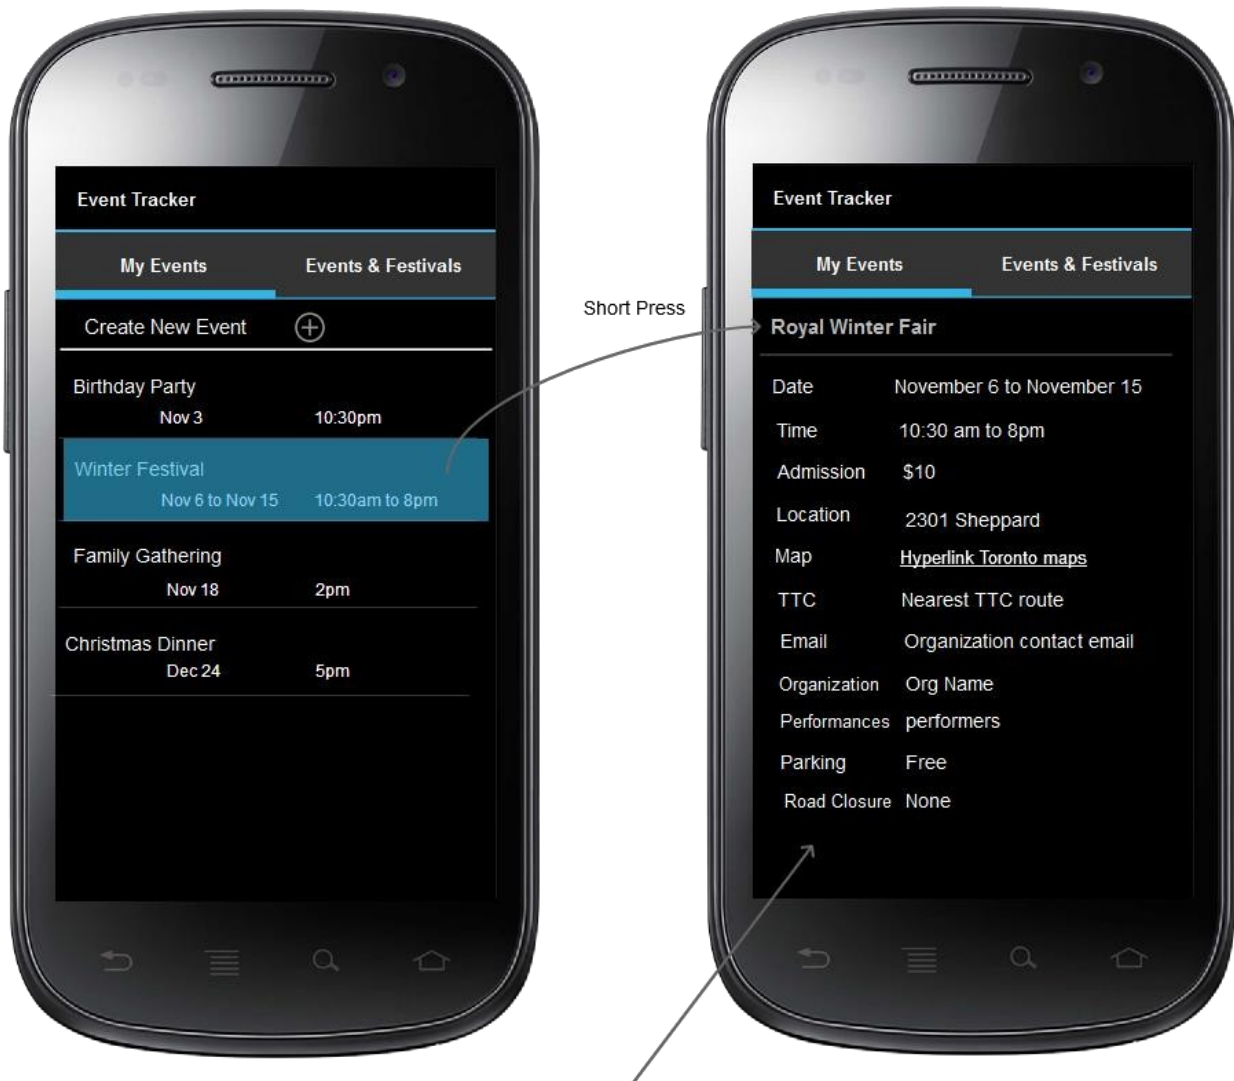 Event Tracker
My Events Events & Festivals
Create New Event
Birthday Party
Nov 3 10:30pm
Winter Festival
Nov 6 to Nov 15 10:30am to 8pm
Family Gathering
Nov 18 2pm
Christmas Dinner
Dec 24 5pm
Short Press
Event Tracker
My Events Events & Festivals
Royal Winter Fair
Date November 6 to November 15
Time 10:30 am to 8pm
Admission $10
Location 2301 Sheppard
Map Hyperlink Toronto maps
TTC Nearest TTC route
Email Organization contact email
Organization Org Name
Performances performers
Parking Free
Road Closure None